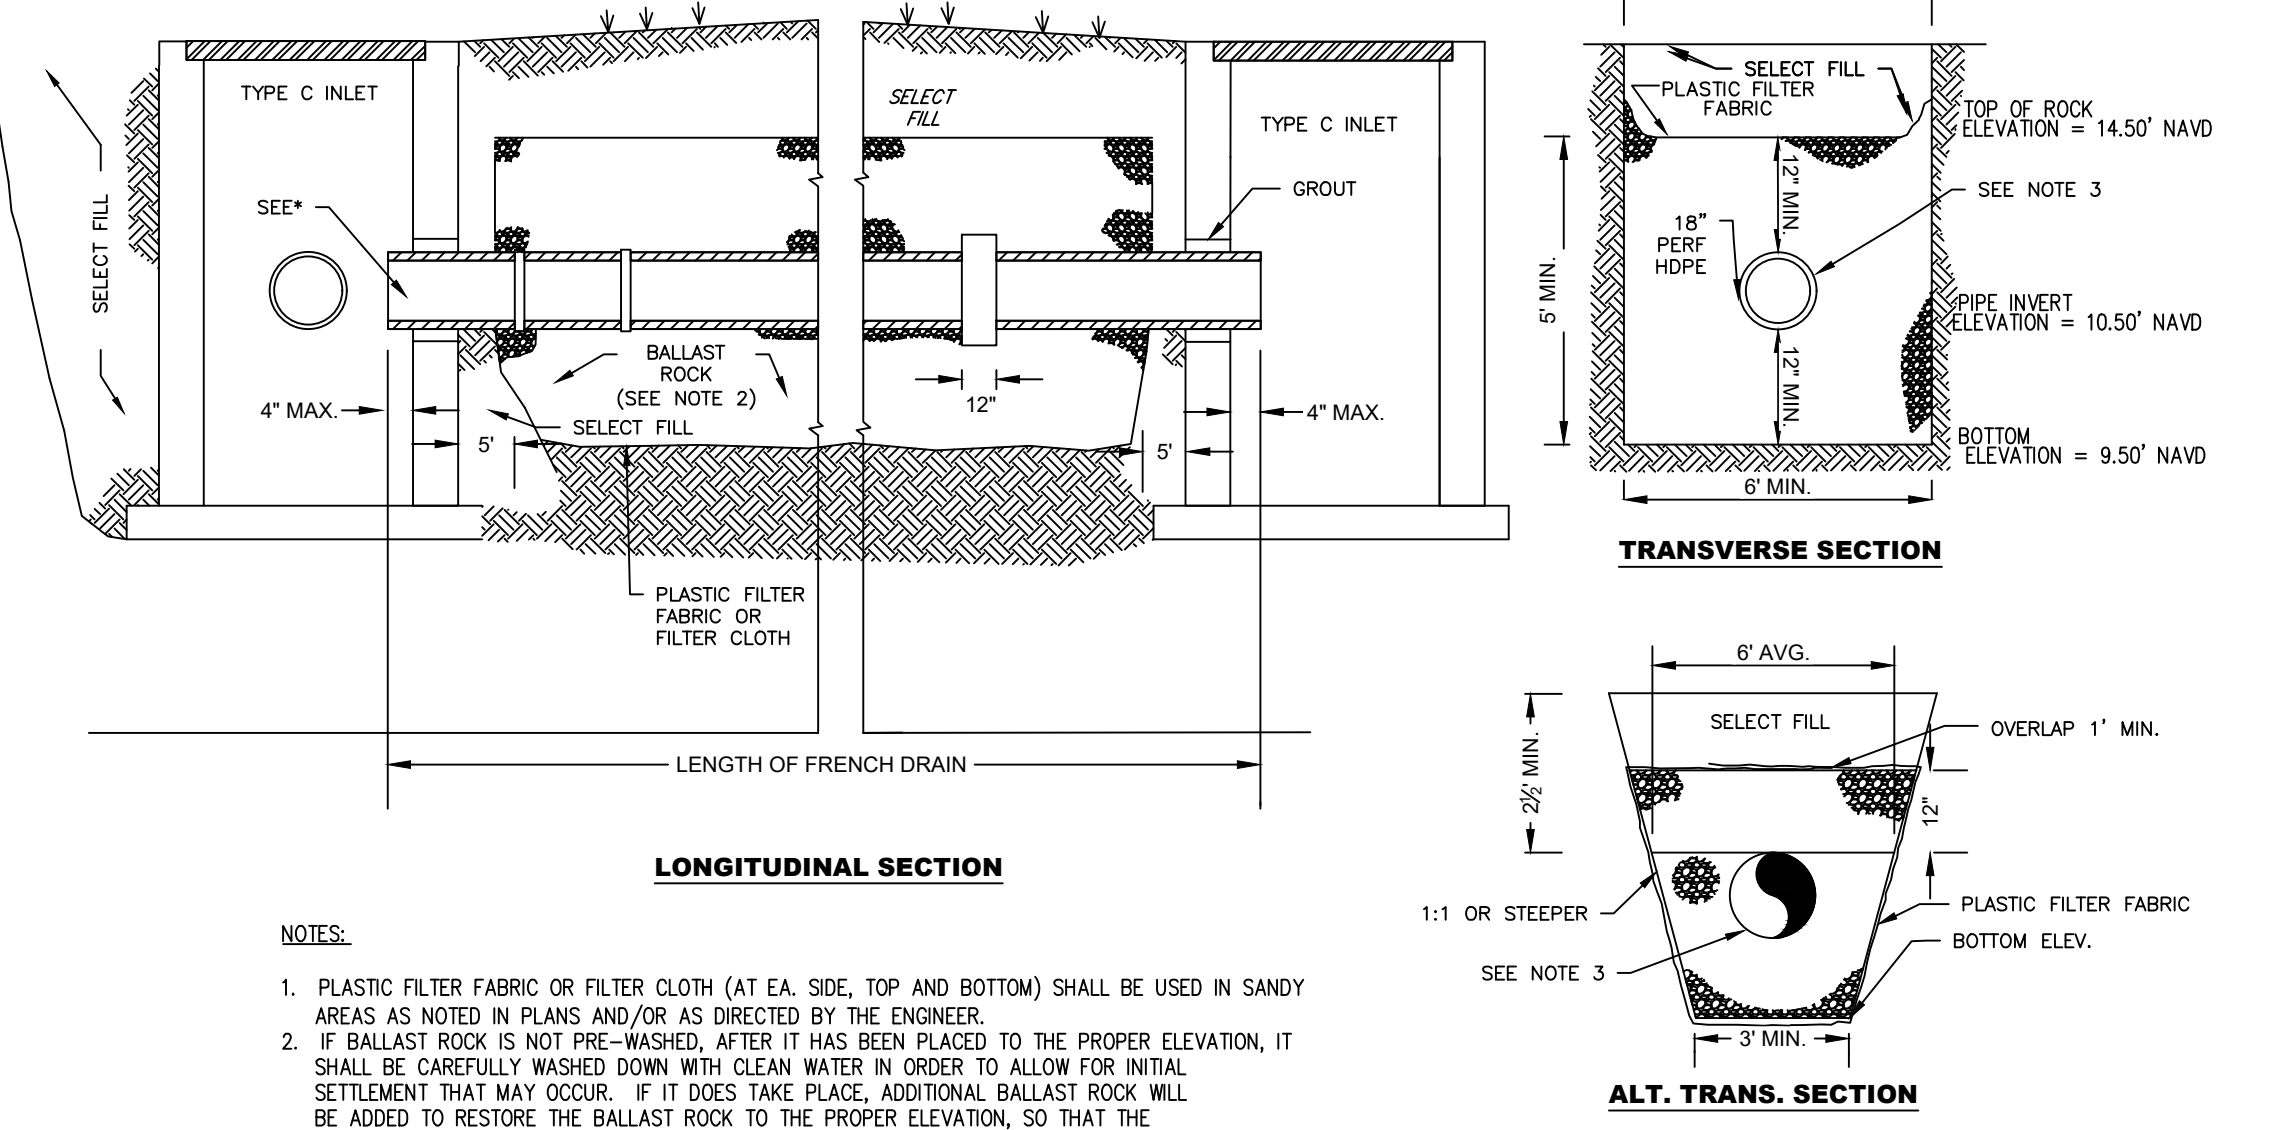 TYPE C INLET
SELECT
FILL
TYPE C INLET
SEE*
GROUT
SELECT FILL
BALLAST
ROCK
(SEE NOTE 2)
4" MAX.
SELECT FILL
5'
12"
5'
4" MAX.
PLASTIC FILTER
FABRIC OR
FILTER CLOTH
LENGTH OF FRENCH DRAIN
LONGITUDINAL SECTION
SELECT FILL
PLASTIC FILTER
FABRIC
TOP OF ROCK
ELEVATION = 14.50' NAVD
12" MIN.
SEE NOTE 3
18"
PERF
HDPE
5' MIN.
PIPE INVERT
ELEVATION = 10.50' NAVD
12" MIN.
BOTTOM
ELEVATION = 9.50' NAVD
6' MIN.
TRANSVERSE SECTION
6' AVG.
SELECT FILL
OVERLAP 1' MIN.
2½' MIN.
12"
1:1 OR STEEPER
PLASTIC FILTER FABRIC
BOTTOM ELEV.
SEE NOTE 3
3' MIN.
ALT. TRANS. SECTION
NOTES:
1. PLASTIC FILTER FABRIC OR FILTER CLOTH (AT EA. SIDE, TOP AND BOTTOM) SHALL BE USED IN SANDY
AREAS AS NOTED IN PLANS AND/OR AS DIRECTED BY THE ENGINEER.
2. IF BALLAST ROCK IS NOT PRE-WASHED, AFTER IT HAS BEEN PLACED TO THE PROPER ELEVATION, IT
SHALL BE CAREFULLY WASHED DOWN WITH CLEAN WATER IN ORDER TO ALLOW FOR INITIAL
SETTLEMENT THAT MAY OCCUR. IF IT DOES TAKE PLACE, ADDITIONAL BALLAST ROCK WILL
BE ADDED TO RESTORE THE BALLAST ROCK TO THE PROPER ELEVATION, SO THAT THE